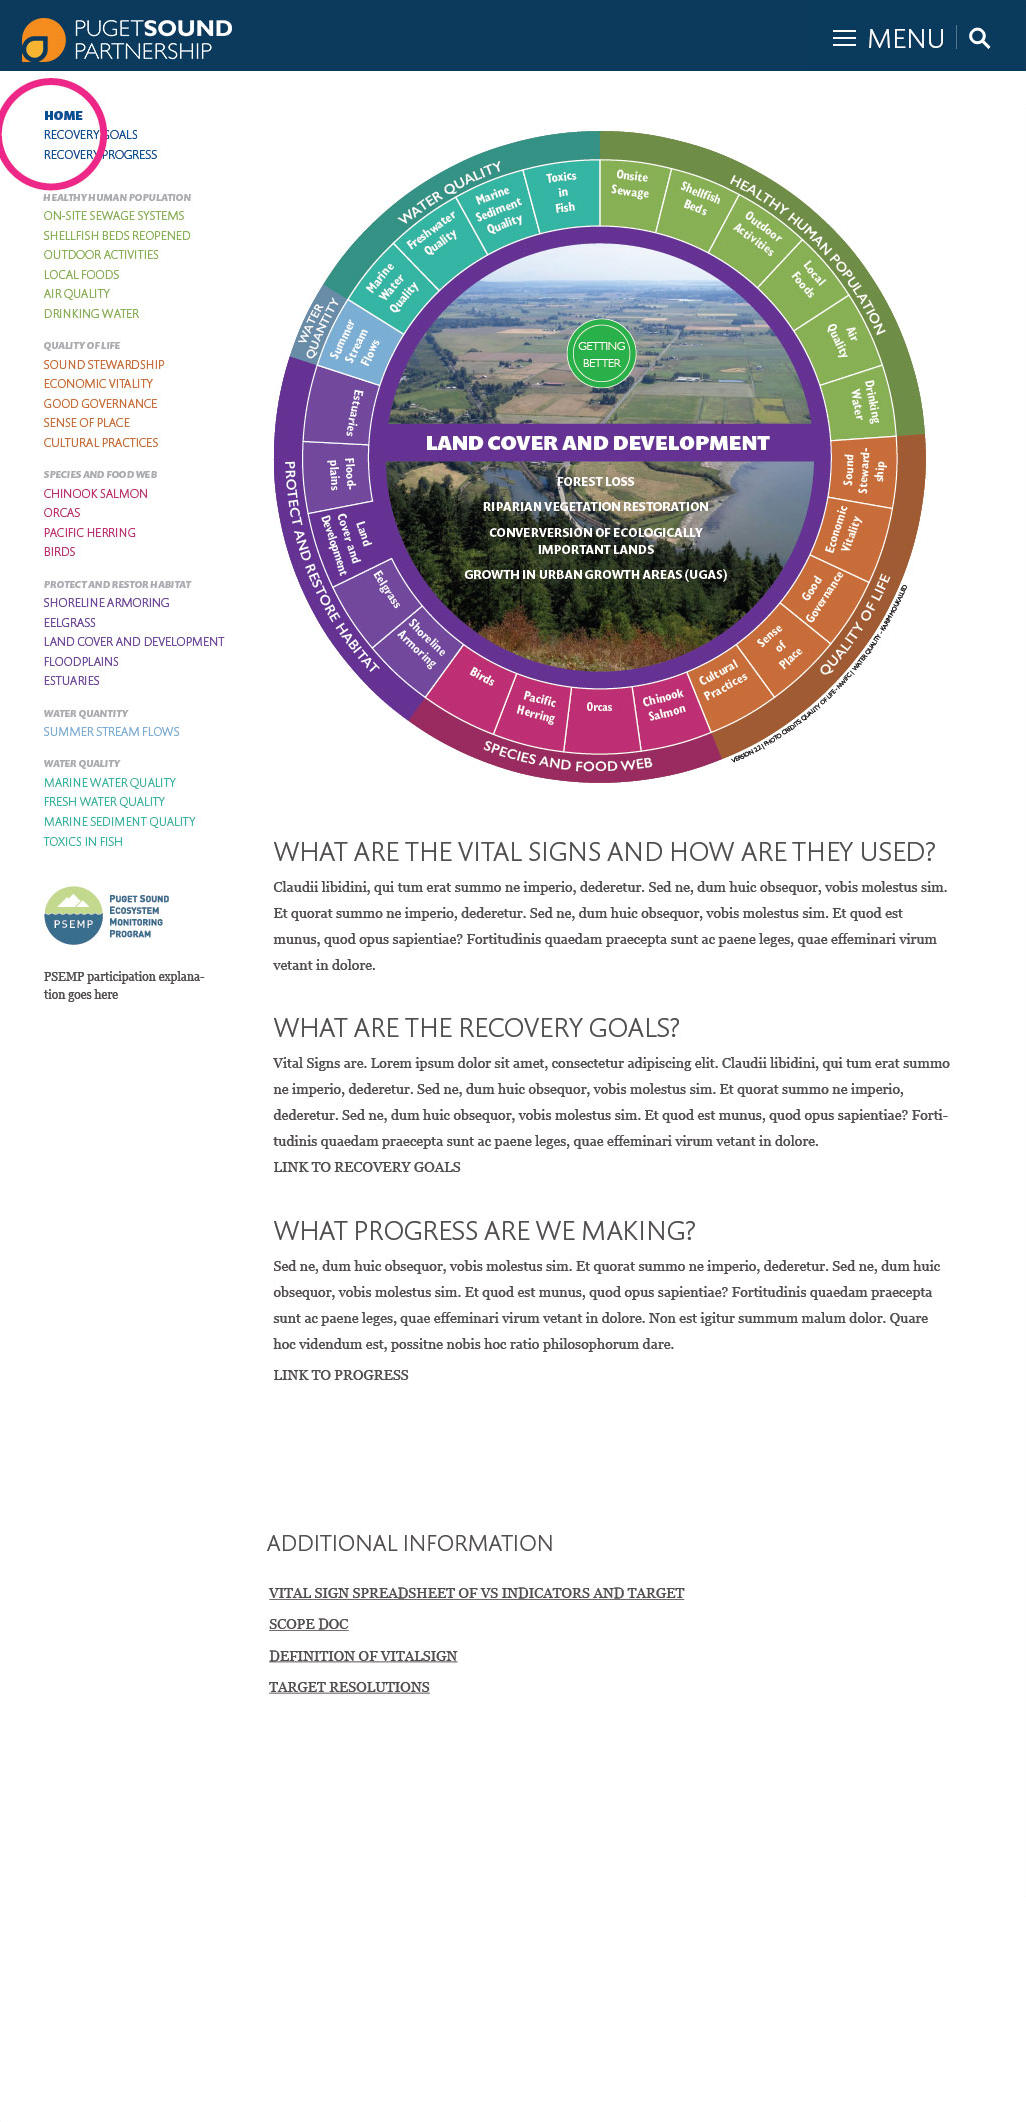 PUGETSOUND
PARTNERSHIP
MENU
HOME
RECOVERY GOALS
RECOVERY PROGRESS
HEALTHY HUMAN POPULATION
ON-SITE SEWAGE SYSTEMS
SHELLFISH BEDS REOPENED
OUTDOOR ACTIVITIES
LOCAL FOODS
AIR QUALITY
DRINKING WATER
QUALITY OF LIFE
SOUND STEWARDSHIP
ECONOMIC VITALITY
GOOD GOVERNANCE
SENSE OF PLACE
CULTURAL PRACTICES
SPECIES AND FOOD WEB
CHINOOK SALMON
ORCAS
PACIFIC HERRING
BIRDS
PROTECT AND RESTOR HABITAT
SHORELINE ARMORING
EELGRASS
LAND COVER AND DEVELOPMENT
FLOODPLAINS
ESTUARIES
WATER QUANTITY
SUMMER STREAM FLOWS
WATER QUALITY
MARINE WATER QUALITY
FRESH WATER QUALITY
MARINE SEDIMENT QUALITY
TOXICS IN FISH
PSEMP
PUGET SOUND
ECOSYSTEM
MONITORING
PROGRAM
PSEMP participation explana-
tion goes here
HEALTHY HUMAN POPULATION
Onsite
Sewage
Shellfish
Beds
Outdoor
Activities
Local
Foods
Air
Quality
Drinking
Water
QUALITY OF LIFE
Sound
Steward-
ship
Economic
Vitality
Good
Governance
Sense
of
Place
Cultural
Practices
SPECIES AND FOOD WEB
Chinook
Salmon
Orcas
Pacific
Herring
Birds
PROTECT AND RESTORE HABITAT
Shoreline
Armoring
Eelgrass
Land
Cover and
Development
Flood-
plains
Estuaries
WATER
QUANTITY
Summer
Stream
Flows
WATER QUALITY
Marine
Water
Quality
Freshwater
Quality
Marine
Sediment
Quality
Toxics
in
Fish
GETTING
BETTER
LAND COVER AND DEVELOPMENT
FOREST LOSS
RIPARIAN VEGETATION RESTORATION
CONVERVERSION OF ECOLOGICALLY
IMPORTANT LANDS
GROWTH IN URBAN GROWTH AREAS (UGAS)
VERSION 2.2 | PHOTO CREDITS: QUALITY OF LIFE - NWIFC | WATER QUALITY -
WHAT ARE THE VITAL SIGNS AND HOW ARE THEY USED?
Claudii libidini, qui tum erat summo ne imperio, dederetur. Sed ne, dum huic obsequor, vobis molestus sim.
Et quorat summo ne imperio, dederetur. Sed ne, dum huic obsequor, vobis molestus sim. Et quod est
munus, quod opus sapientiae? Fortitudinis quaedam praecepta sunt ac paene leges, quae effeminari virum
vetant in dolore.
WHAT ARE THE RECOVERY GOALS?
Vital Signs are. Lorem ipsum dolor sit amet, consectetur adipiscing elit. Claudii libidini, qui tum erat summo
ne imperio, dederetur. Sed ne, dum huic obsequor, vobis molestus sim. Et quorat summo ne imperio,
dederetur. Sed ne, dum huic obsequor, vobis molestus sim. Et quod est munus, quod opus sapientiae? Forti-
tudinis quaedam praecepta sunt ac paene leges, quae effeminari virum vetant in dolore.
LINK TO RECOVERY GOALS
WHAT PROGRESS ARE WE MAKING?
Sed ne, dum huic obsequor, vobis molestus sim. Et quorat summo ne imperio, dederetur. Sed ne, dum huic
obsequor, vobis molestus sim. Et quod est munus, quod opus sapientiae? Fortitudinis quaedam praecepta
sunt ac paene leges, quae effeminari virum vetant in dolore. Non est igitur summum malum dolor. Quare
hoc videndum est, possitne nobis hoc ratio philosophorum dare.
LINK TO PROGRESS
ADDITIONAL INFORMATION
VITAL SIGN SPREADSHEET OF VS INDICATORS AND TARGET
SCOPE DOC
DEFINITION OF VITALSIGN
TARGET RESOLUTIONS